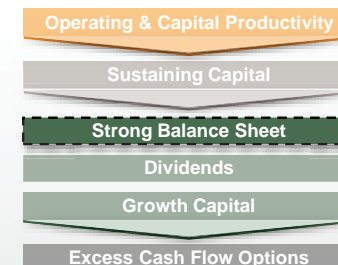 Operating & Capital Productivity
Sustaining Capital
Strong Balance Sheet
Dividends
Growth Capital
Excess Cash Flow Options